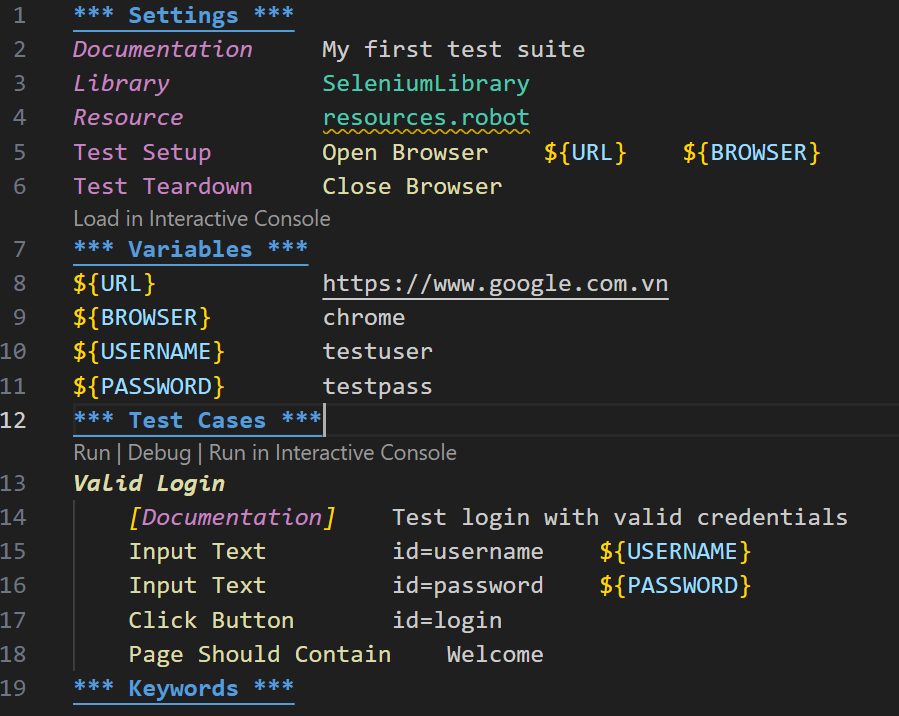 1 *** Settings ***
2 Documentation My first test suite
3 Library SeleniumLibrary
4 Resource resources.robot
5 Test Setup Open Browser ${URL} ${BROWSER}
6 Test Teardown Close Browser
Load in Interactive Console
7 *** Variables ***
8 ${URL} https://www.google.com.vn
9 ${BROWSER} chrome
10 ${USERNAME} testuser
11 ${PASSWORD} testpass
12 *** Test Cases ***
Run | Debug | Run in Interactive Console
13 Valid Login
14 [Documentation] Test login with valid credentials
15 Input Text id=username ${USERNAME}
16 Input Text id=password ${PASSWORD}
17 Click Button id=login
18 Page Should Contain Welcome
19 *** Keywords ***